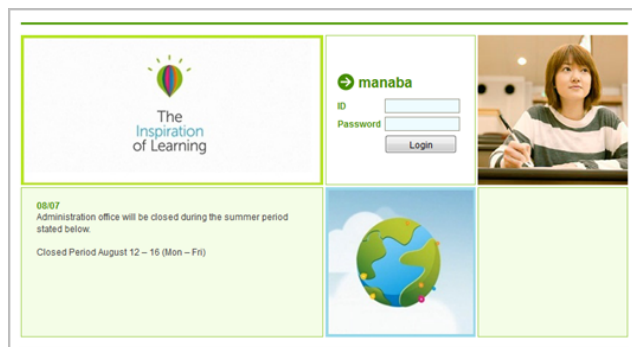 The
Inspiration
of Learning
manaba
ID
Password
Login
08/07
Administration office will be closed during the summer period
stated below.
Closed Period August 12 – 16 (Mon – Fri)